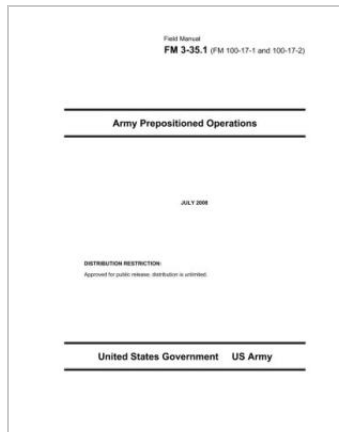 Field Manual
FM 3-35.1 (FM 100-17-1 and 100-17-2)
Army Prepositioned Operations
JULY 2008
DISTRIBUTION RESTRICTION:
Approved for public release; distribution is unlimited.
United States Government US Army